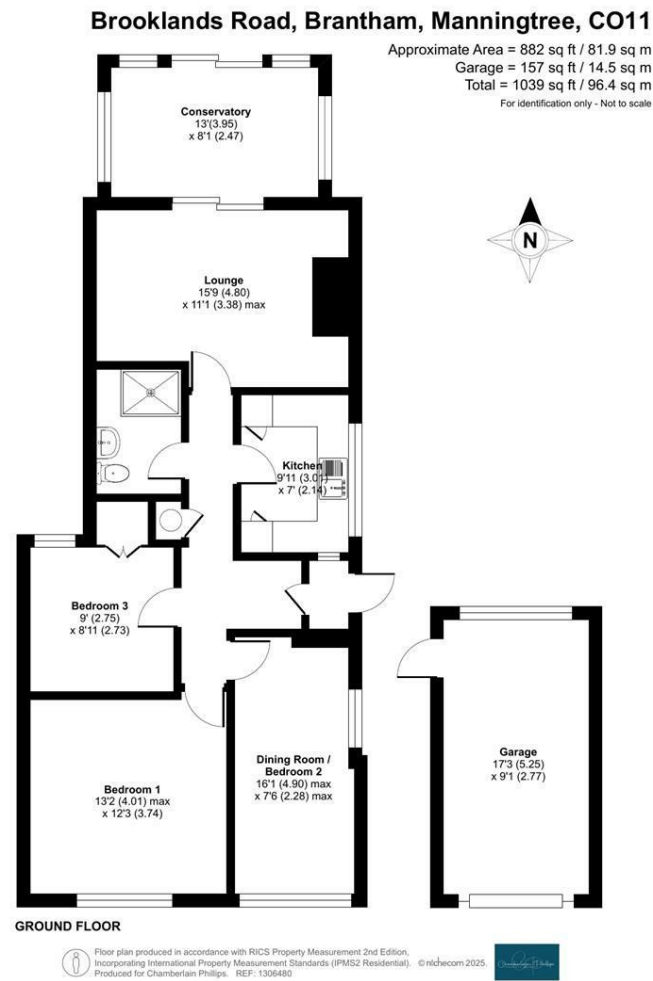 Brooklands Road, Brantham, Manningtree, CO11
Approximate Area = 882 sq ft / 81.9 sq m
Garage = 157 sq ft / 14.5 sq m
Total = 1039 sq ft / 96.4 sq m
For identification only - Not to scale
Conservatory
13'(3.95)
x 8'1 (2.47)
N
Lounge
15'9 (4.80)
x 11'1 (3.38) max
Kitchen
9'11 (3.01)
x 7' (2.14)
Bedroom 3
9' (2.75)
x 8'11 (2.73)
Bedroom 1
13'2 (4.01) max
x 12'3 (3.74)
Dining Room /
Bedroom 2
16'1 (4.90) max
x 7'6 (2.28) max
Garage
17'3 (5.25)
x 9'1 (2.77)
GROUND FLOOR
Floor plan produced in accordance with RICS Property Measurement 2nd Edition,
Incorporating International Property Measurement Standards (IPMS2 Residential). © nichecom 2025.
Produced for Chamberlain Phillips. REF: 1306480